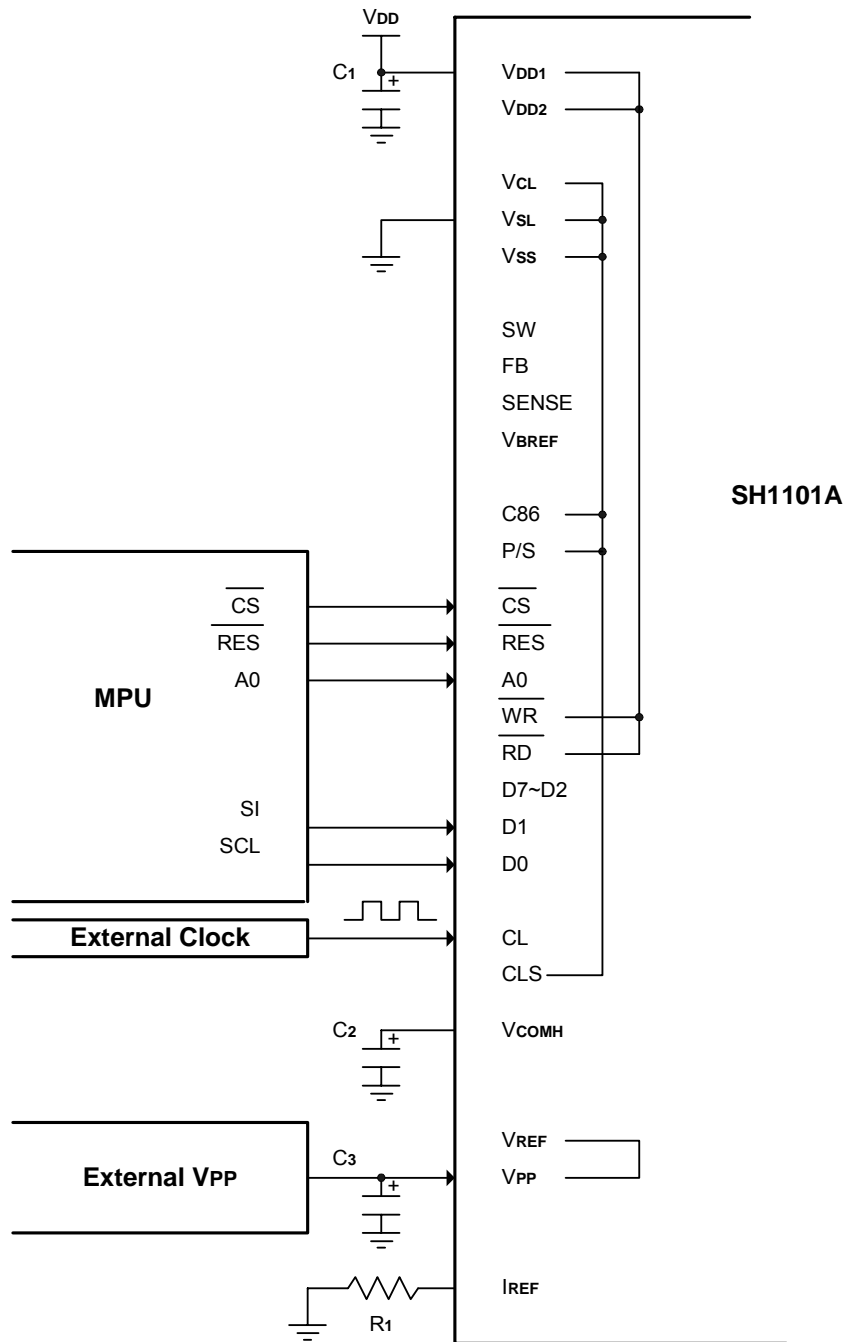 VDD
C1
+
VDD1
VDD2
VCL
VSL
VSS
SW
FB
SENSE
VBREF
SH1101A
C86
P/S
CS
CS
RES
RES
A0
A0
MPU
WR
RD
D7~D2
SI
D1
SCL
D0
External Clock
CL
CLS
C2
+
VCOMH
VREF
External VPP
C3
+
VPP
IREF
R1